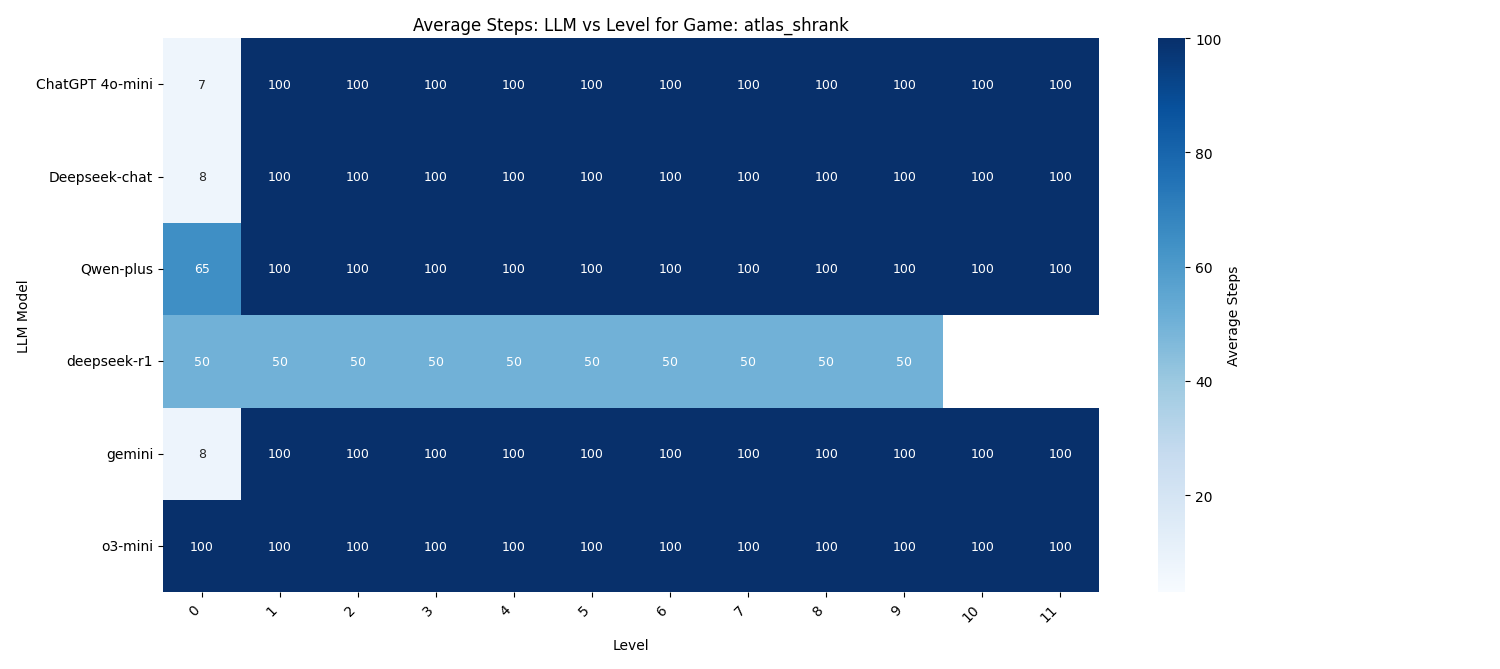 Average Steps: LLM vs Level for Game: atlas_shrank
LLM Model
ChatGPT 4o-mini 7 100 100 100 100 100 100 100 100 100 100 100
Deepseek-chat 8 100 100 100 100 100 100 100 100 100 100 100
Qwen-plus 65 100 100 100 100 100 100 100 100 100 100 100
deepseek-r1 50 50 50 50 50 50 50 50 50 50
gemini 8 100 100 100 100 100 100 100 100 100 100 100
o3-mini 100 100 100 100 100 100 100 100 100 100 100 100
0 1 2 3 4 5 6 7 8 9 10 11
Level
100
80
60
40
20
Average Steps